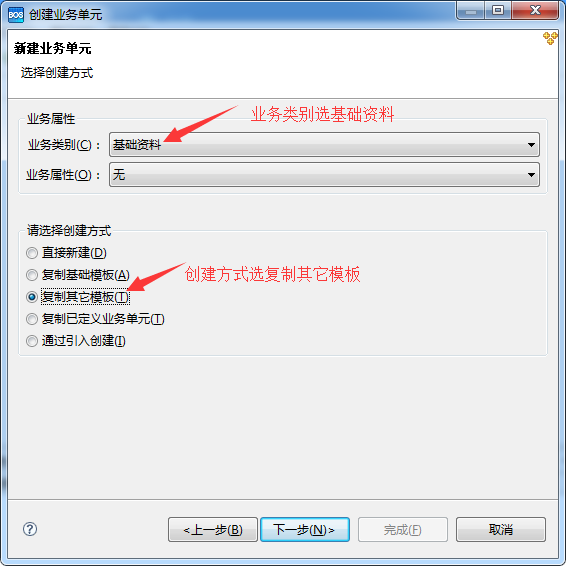 BOS 创建业务单元
新建业务单元
选择创建方式
业务属性
业务类别选基础资料
业务类别(C)： 基础资料
业务属性(O)： 无
请选择创建方式
直接新建(D)
复制基础模板(A)
创建方式选复制其它模板
复制其它模板(T)
复制已定义业务单元(T)
通过引入创建(I)
? <上一步(B) 下一步(N)> 完成(F) 取消